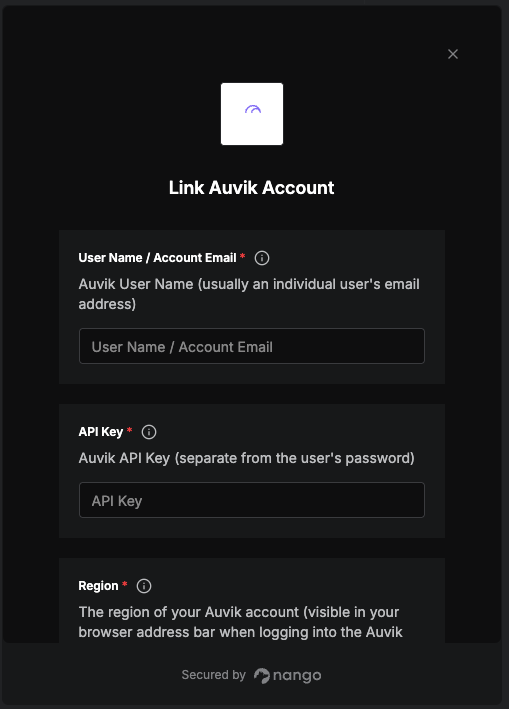 Link Auvik Account
User Name / Account Email *
Auvik User Name (usually an individual user's email
address)
User Name / Account Email
API Key *
Auvik API Key (separate from the user's password)
API Key
Region *
The region of your Auvik account (visible in your
browser address bar when logging into the Auvik
Secured by nango